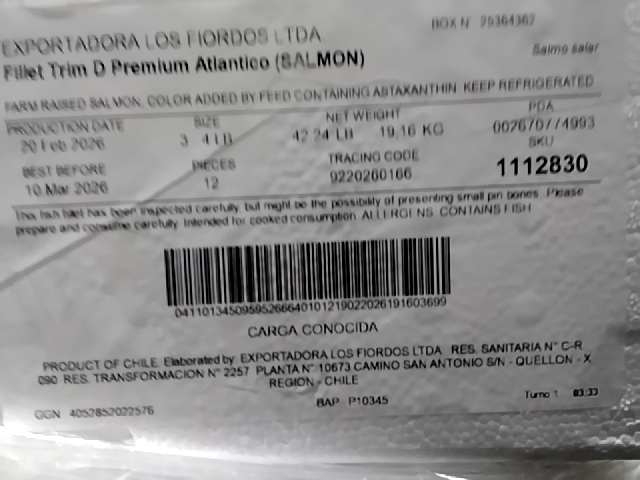 EXPORTADORA LOS FIORDOS LTDA
BOX N° 25364362
Fillet Trim D Premium Atlantico (SALMON)
Salmo salar
FARM RAISED SALMON. COLOR ADDED BY FEED CONTAINING ASTAXANTHIN. KEEP REFRIGERATED
PRODUCTION DATE SIZE NET WEIGHT FDA
20 Feb 2026 3 4 LB 42.24 LB 19.16 KG
SKU
BEST BEFORE PIECES TRACING CODE 1112830
10 Mar 2026 12 9220260166
This fish fillet has been inspected carefully, but might be the possibility of presenting small pin bones. Please
prepare and consume carefully. Intended for cooked consumption. ALLERGENS: CONTAINS FISH
CARGA CONOCIDA
PRODUCT OF CHILE. Elaborated by: EXPORTADORA LOS FIORDOS LTDA. RES. SANITARIA N° C-R
090 RES. TRANSFORMACION N° 2257 PLANTA N° 10673 CAMINO SAN ANTONIO S/N - QUELLON - X
REGION - CHILE
GGN 4052852022576 BAP P10345 Turno 1 03:33